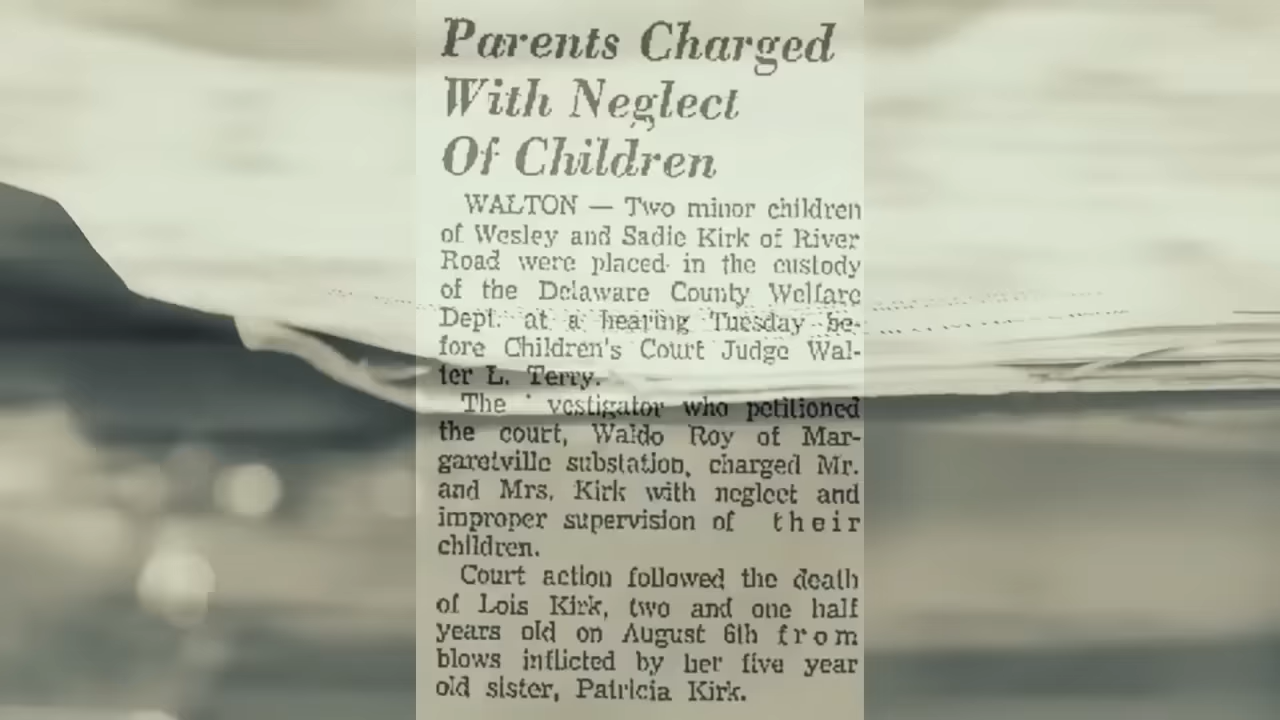 Parents Charged
With Neglect
Of Children
WALTON — Two minor children
of Wesley and Sadie Kirk of River
Road were placed in the custody
of the Delaware County Welfare
Dept. at a hearing Tuesday be-
fore Children's Court Judge Wal-
ter L. Terry.
The vestigator who petitioned
the court, Waldo Roy of Mar-
garetville substation, charged Mr.
and Mrs. Kirk with neglect and
improper supervision of their
children.
Court action followed the death
of Lois Kirk, two and one half
years old on August 6th from
blows inflicted by her five year
old sister, Patricia Kirk.